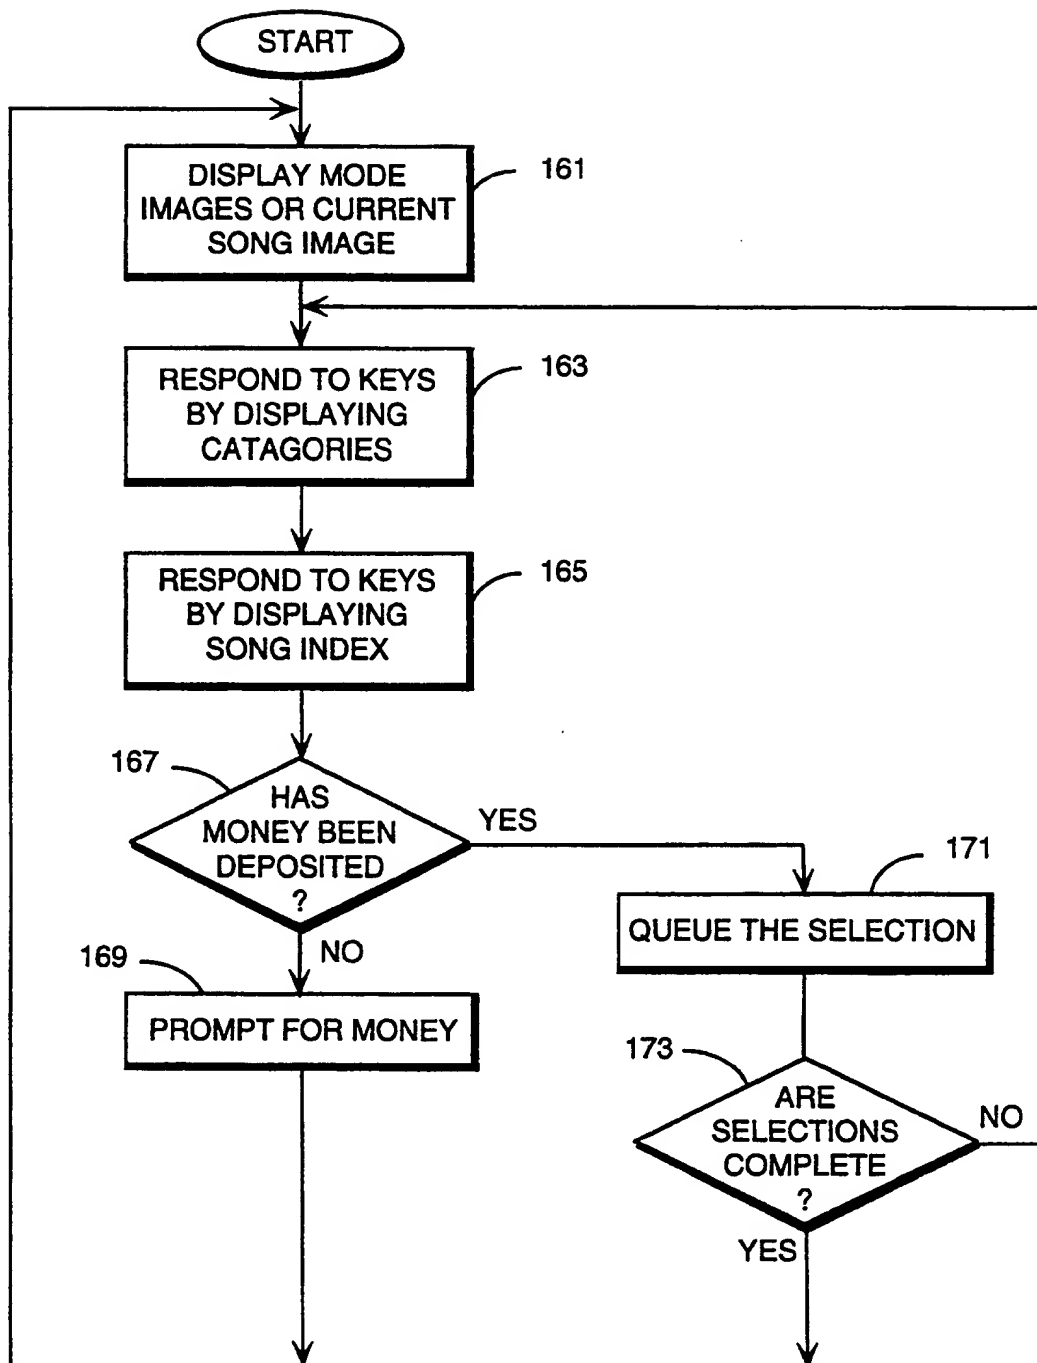 START
DISPLAY MODE
IMAGES OR CURRENT
SONG IMAGE
161
RESPOND TO KEYS
BY DISPLAYING
CATAGORIES
163
RESPOND TO KEYS
BY DISPLAYING
SONG INDEX
165
167
HAS
MONEY BEEN
DEPOSITED
?
YES
NO
171
QUEUE THE SELECTION
169
PROMPT FOR MONEY
173
ARE
SELECTIONS
COMPLETE
?
NO
YES